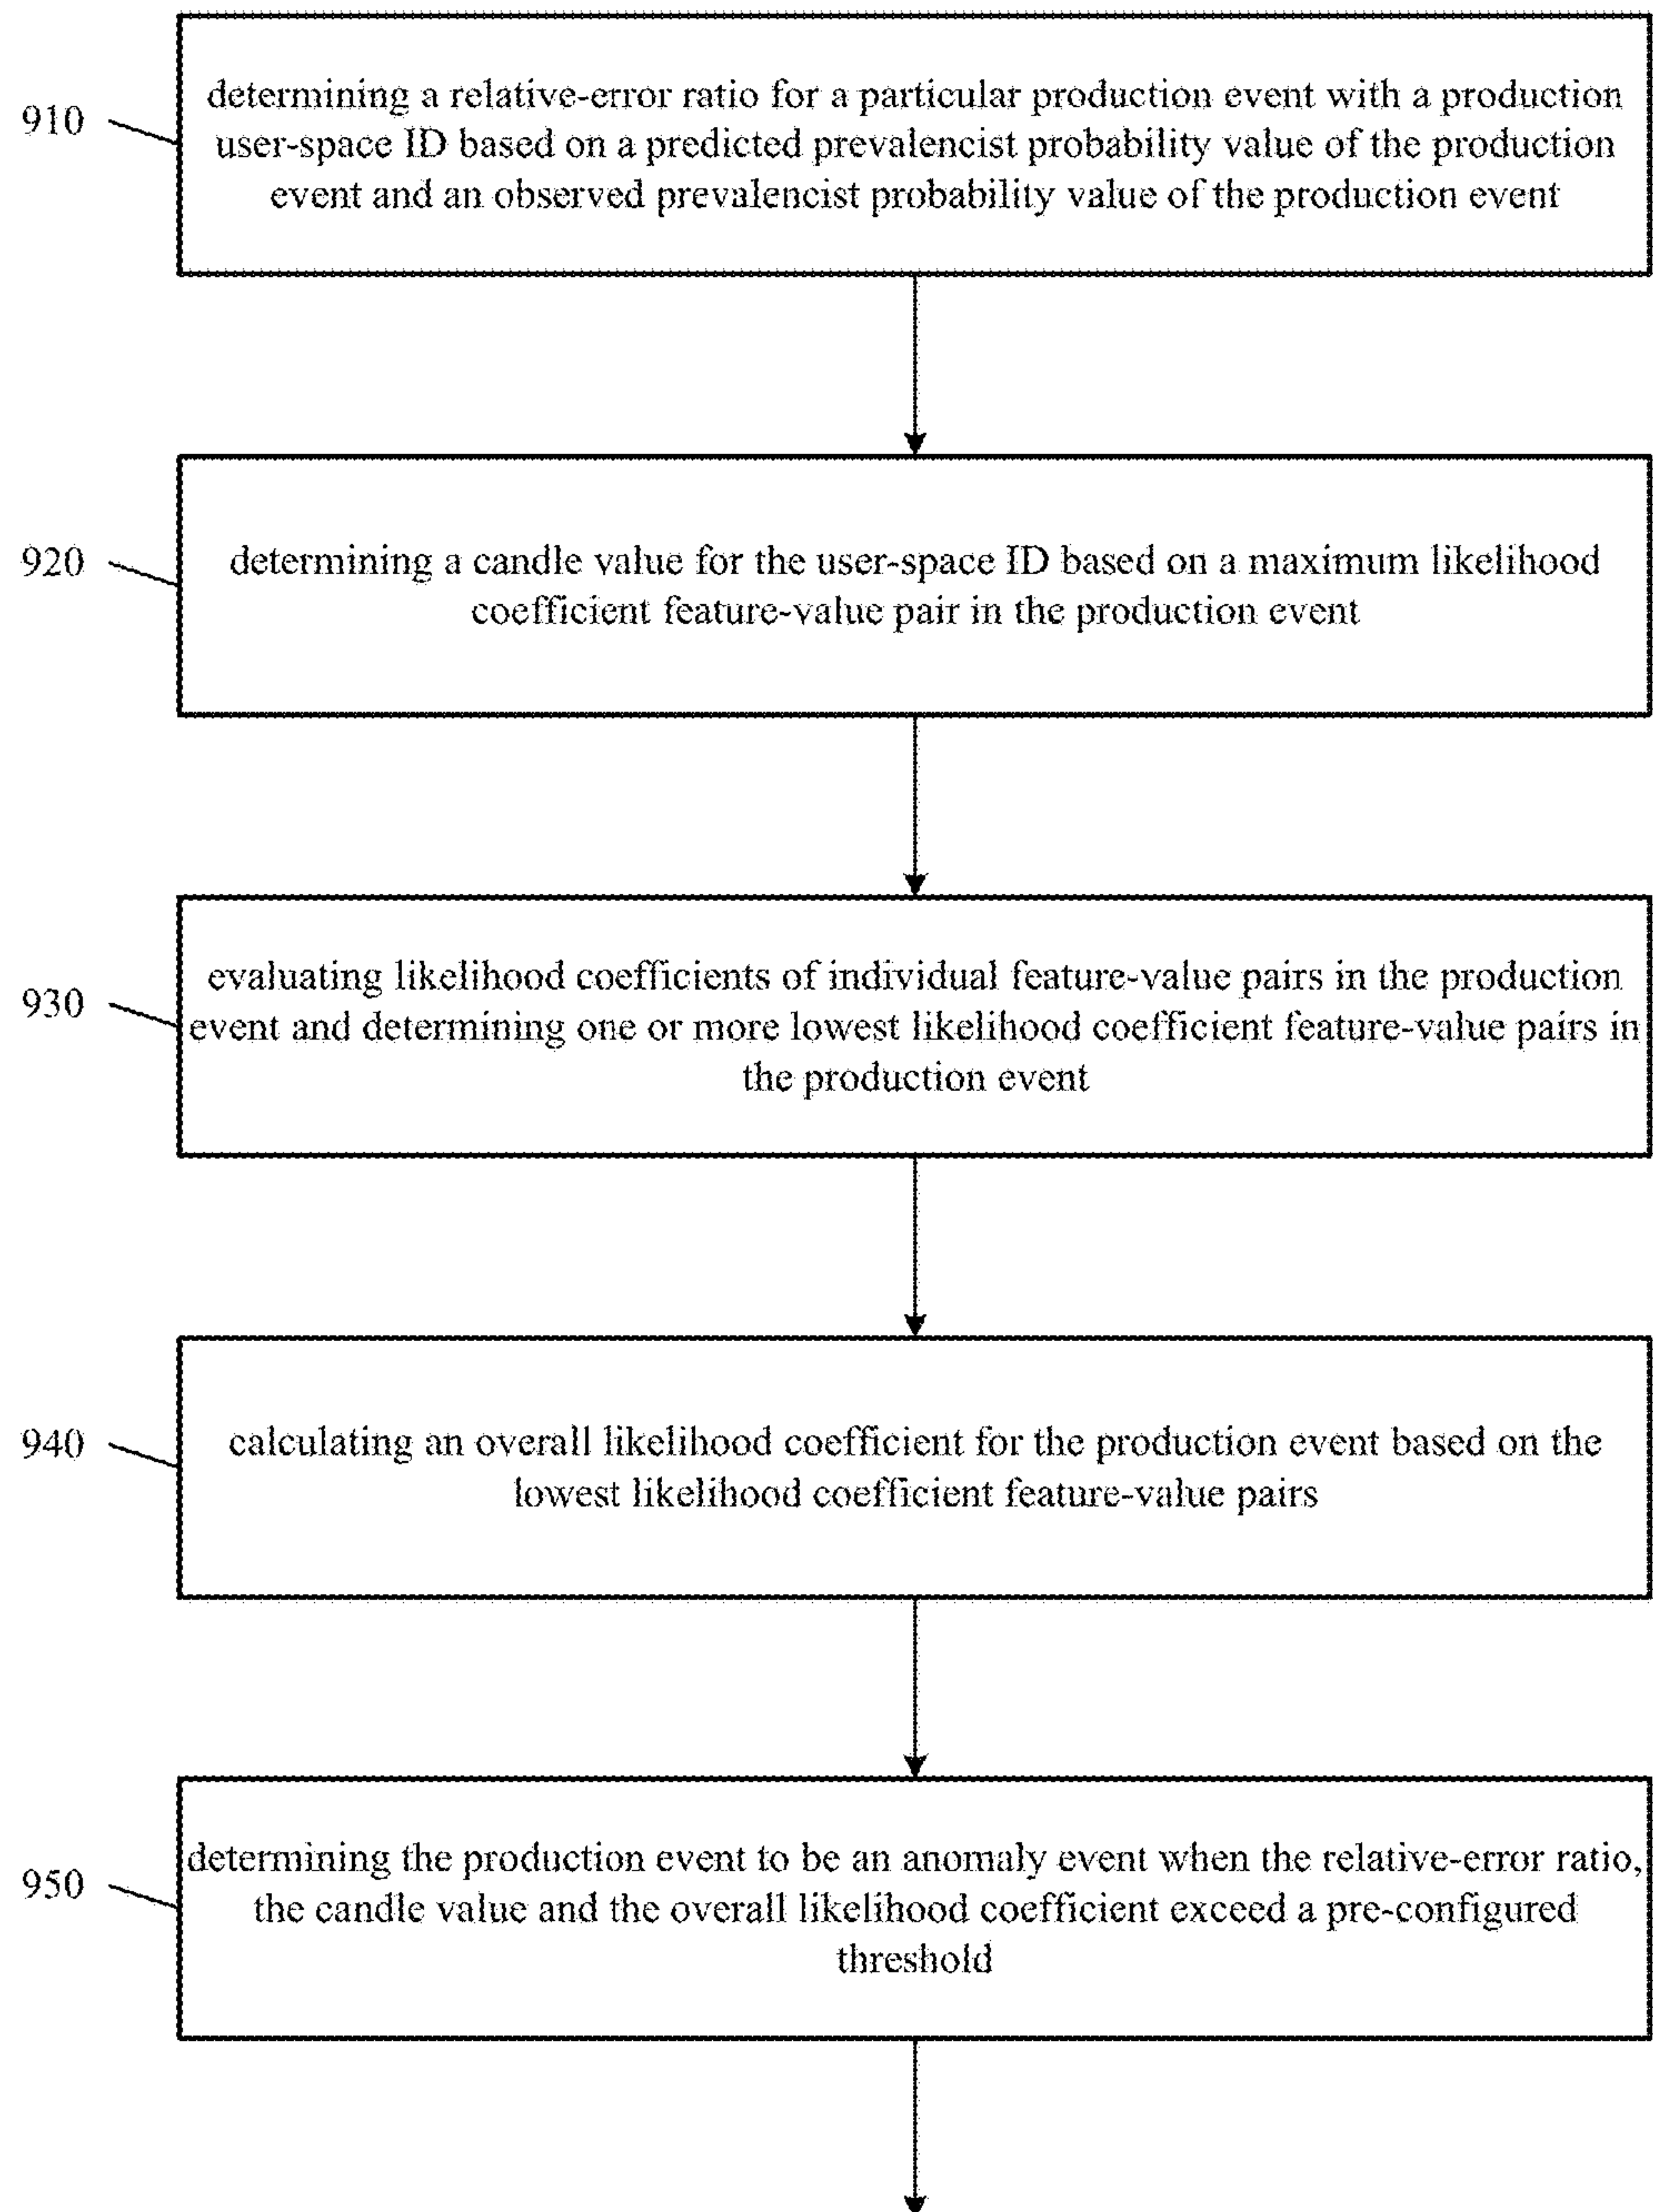 910
determining a relative-error ratio for a particular production event with a production
user-space ID based on a predicted prevalencist probability value of the production
event and an observed prevalencist probability value of the production event
920
determining a candle value for the user-space ID based on a maximum likelihood
coefficient feature-value pair in the production event
930
evaluating likelihood coefficients of individual feature-value pairs in the production
event and determining one or more lowest likelihood coefficient feature-value pairs in
the production event
940
calculating an overall likelihood coefficient for the production event based on the
lowest likelihood coefficient feature-value pairs
950
determining the production event to be an anomaly event when the relative-error ratio,
the candle value and the overall likelihood coefficient exceed a pre-configured
threshold